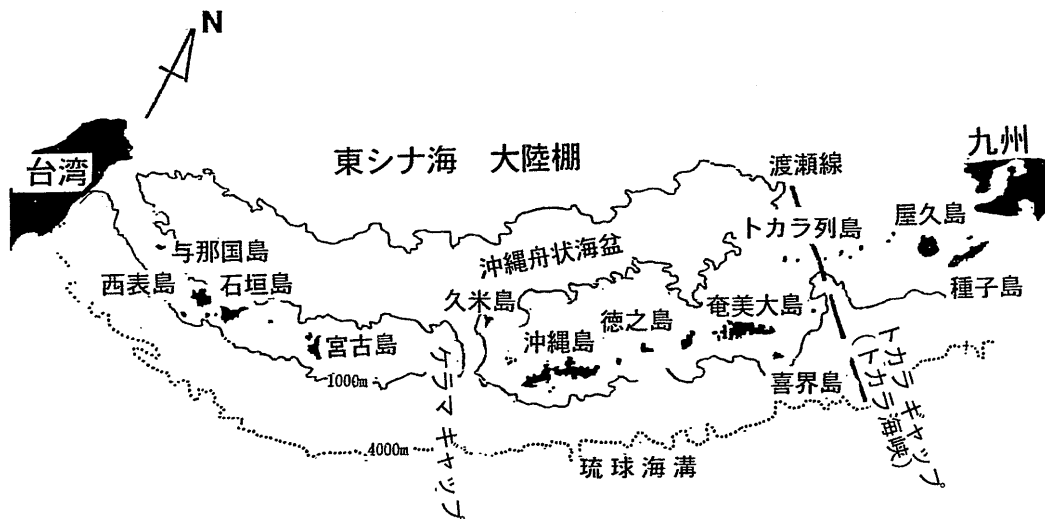 N
台湾
東シナ海 大陸棚
九州
渡瀬線
屋久島
トカラ列島
与那国島
沖縄舟状海盆
西表島
石垣島
久米島
奄美大島
種子島
徳之島
沖縄島
宮古島
1000m
喜界島
ケラマギャップ
トカラギャップ
(トカラ海峡)
4000m
琉球海溝